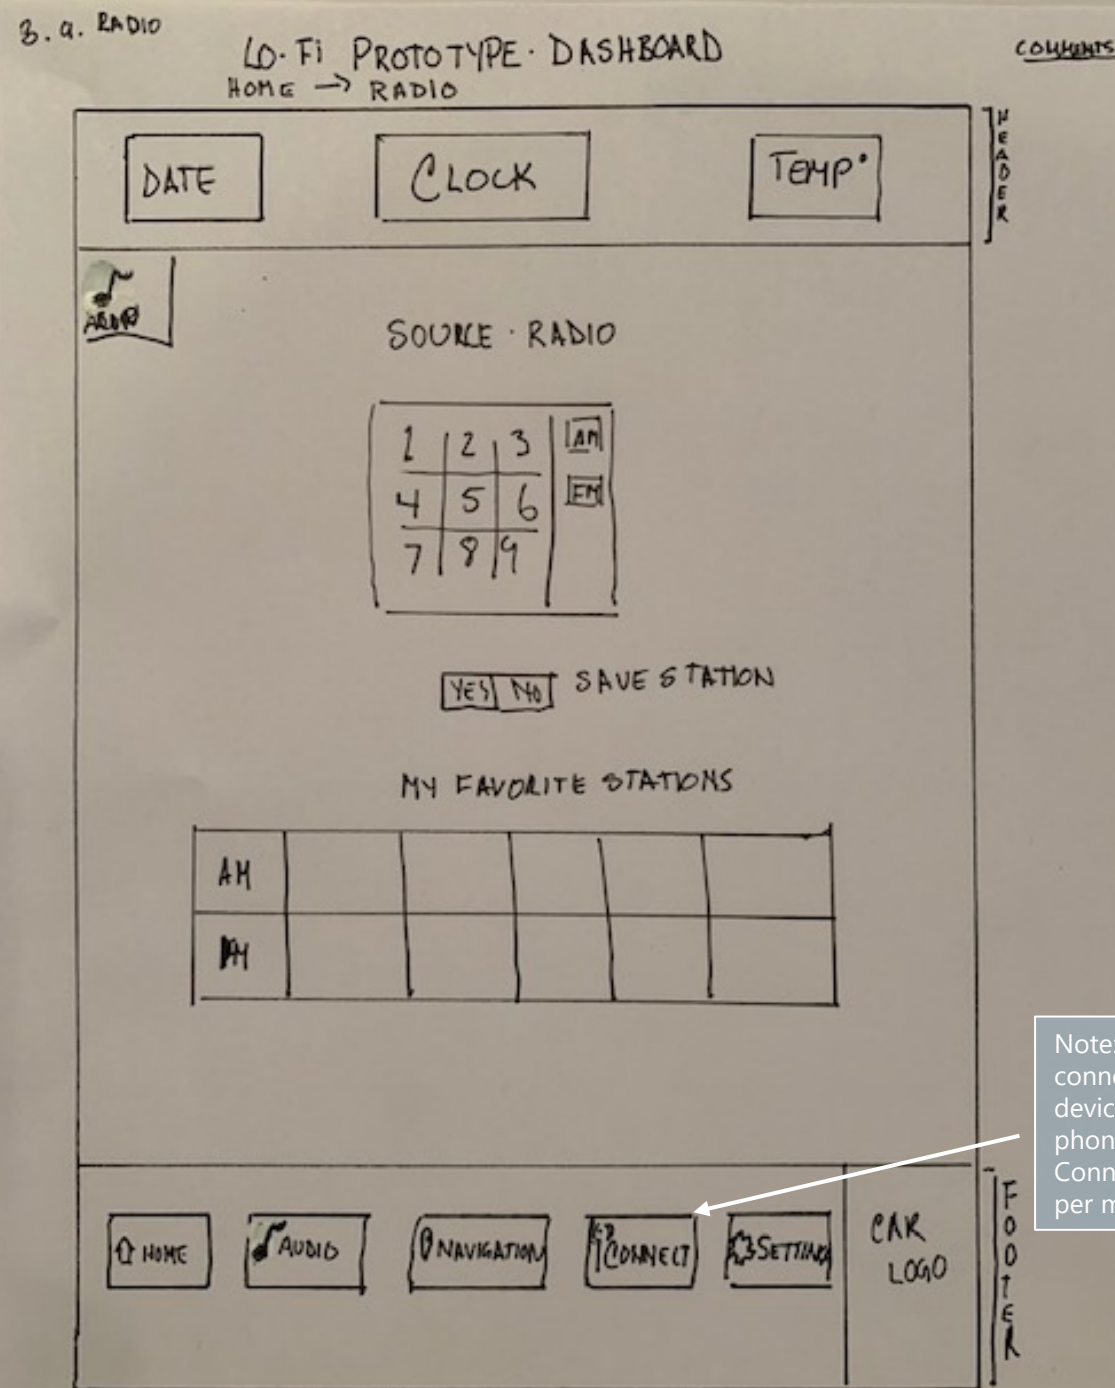 3.a. RADIO
LO-Fi PROTOTYPE · DASHBOARD
HOME → RADIO
COMMENTS
DATE
CLOCK
TEMP°
HEADER
SOURCE · RADIO
1 2 3 AM
4 5 6 FM
7 8 9
YES NO SAVE STATION
MY FAVORITE STATIONS
AM
FM
Note:
conne
devic
phon
Conn
per m
HOME
AUDIO
NAVIGATION
CONNECT
SETTING
CAR
LOGO
FOOTER